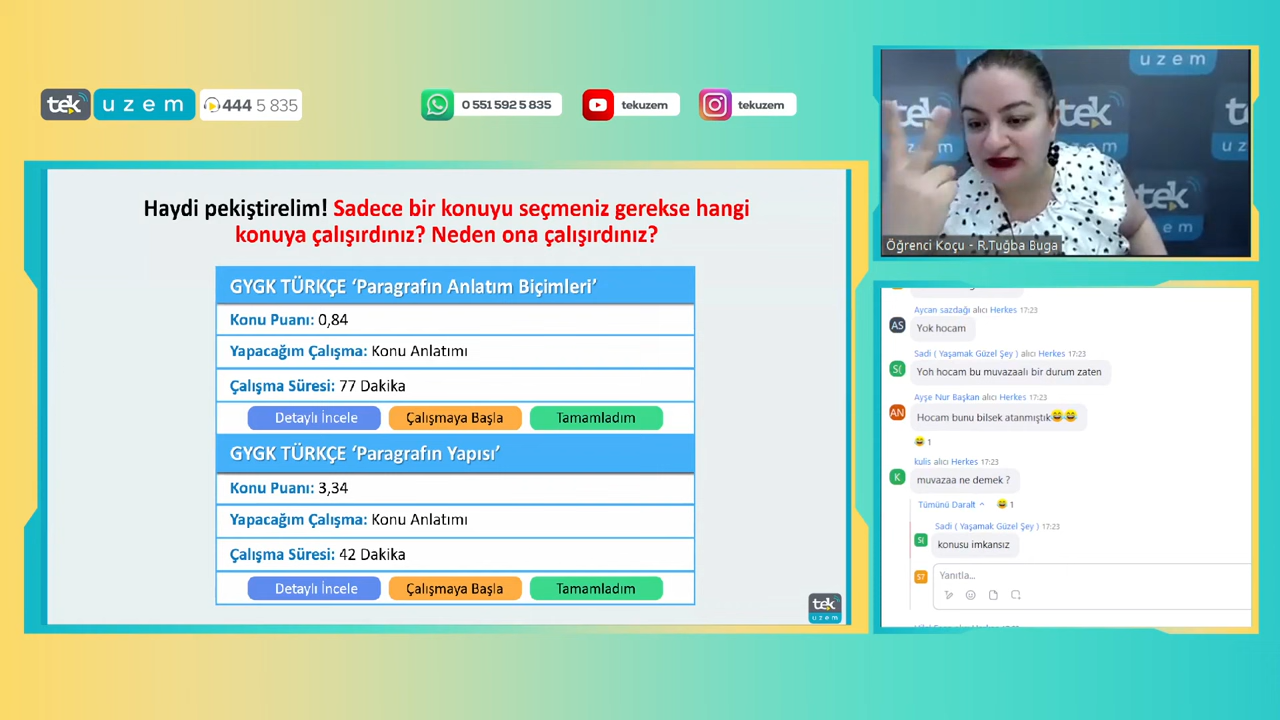 tek uzem 444 5 835
0 551 592 5 835
tekuzem
tekuzem
Haydi pekiştirelim! Sadece bir konuyu seçmeniz gerekse hangi
konuya çalışırdınız? Neden ona çalışırdınız?
GYGK TÜRKÇE ‘Paragrafın Anlatım Biçimleri’
Konu Puanı: 0,84
Yapacağım Çalışma: Konu Anlatımı
Çalışma Süresi: 77 Dakika
Detaylı İncele
Çalışmaya Başla
Tamamladım
GYGK TÜRKÇE ‘Paragrafın Yapısı’
Konu Puanı: 3,34
Yapacağım Çalışma: Konu Anlatımı
Çalışma Süresi: 42 Dakika
Detaylı İncele
Çalışmaya Başla
Tamamladım
tek
uzem
uzem
tek
uzem
tek
uzem
tek
Öğrenci Koçu - R.Tuğba Buga
Aycan sazdağı alıcı Herkes 17:23
AS
Yok hocam
Sadi ( Yaşamak Güzel Şey ) alıcı Herkes 17:23
S(
Yoh hocam bu muvazaalı bir durum zaten
Ayşe Nur Başkan alıcı Herkes 17:23
AN
Hocam bunu bilsek atanmıştık😂😂
😂 1
kulis alıcı Herkes 17:23
K
muvazaa ne demek ?
Tümünü Daralt ^ 😂 1
Sadi ( Yaşamak Güzel Şey ) 17:23
S(
konusu imkansız
S?
Yanıtla...